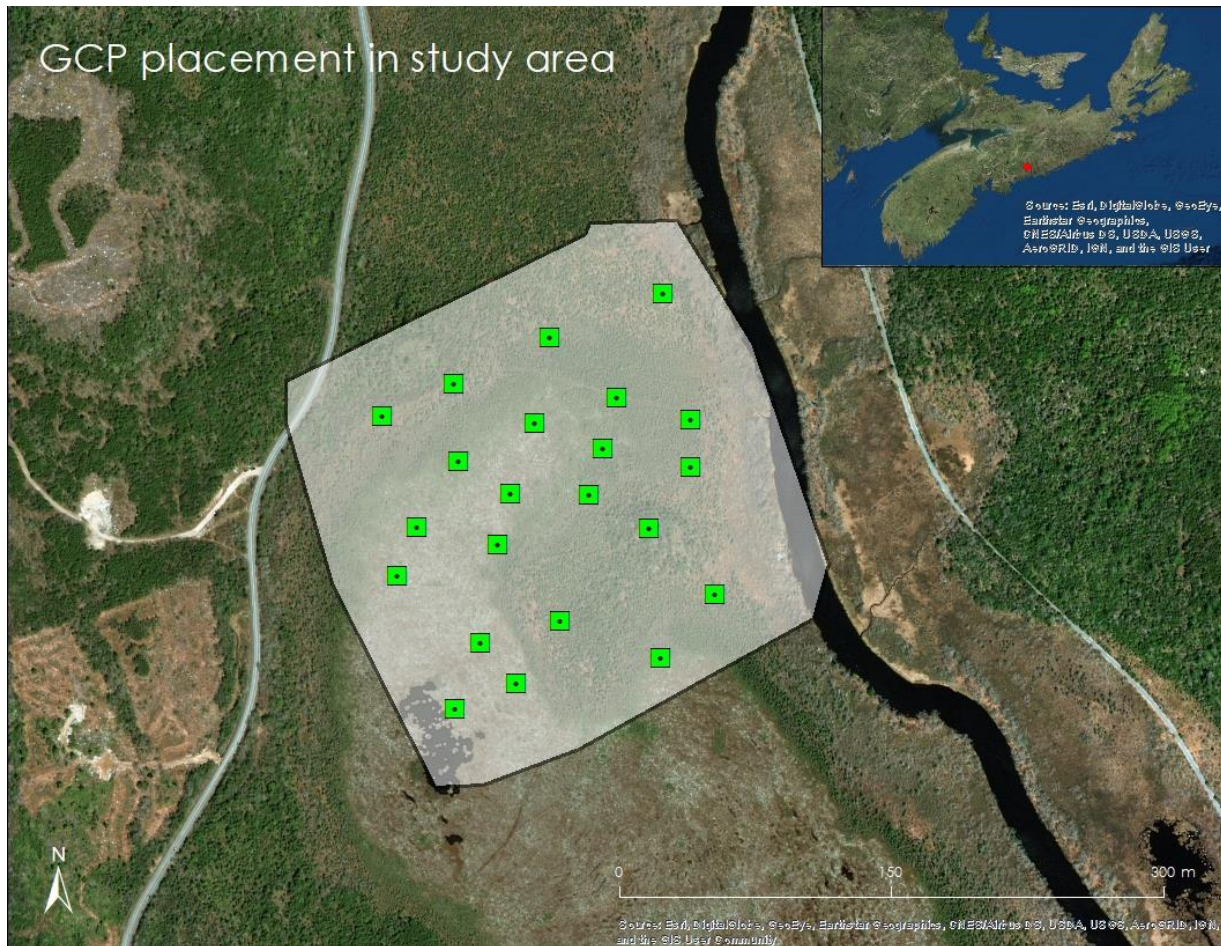 GCP placement in study area
Source: Esri, DigitalGlobe, GeoEye,
Earthstar Geographics,
CNES/Airbus DS, USDA, USGS,
AeroGRID, IGN, and the GIS User
N
0 150 300 m
Source: Esri, DigitalGlobe, GeoEye, Earthstar Geographics, CNES/Airbus DS, USDA, USGS, AeroGRID, IGN,
and the GIS User Community